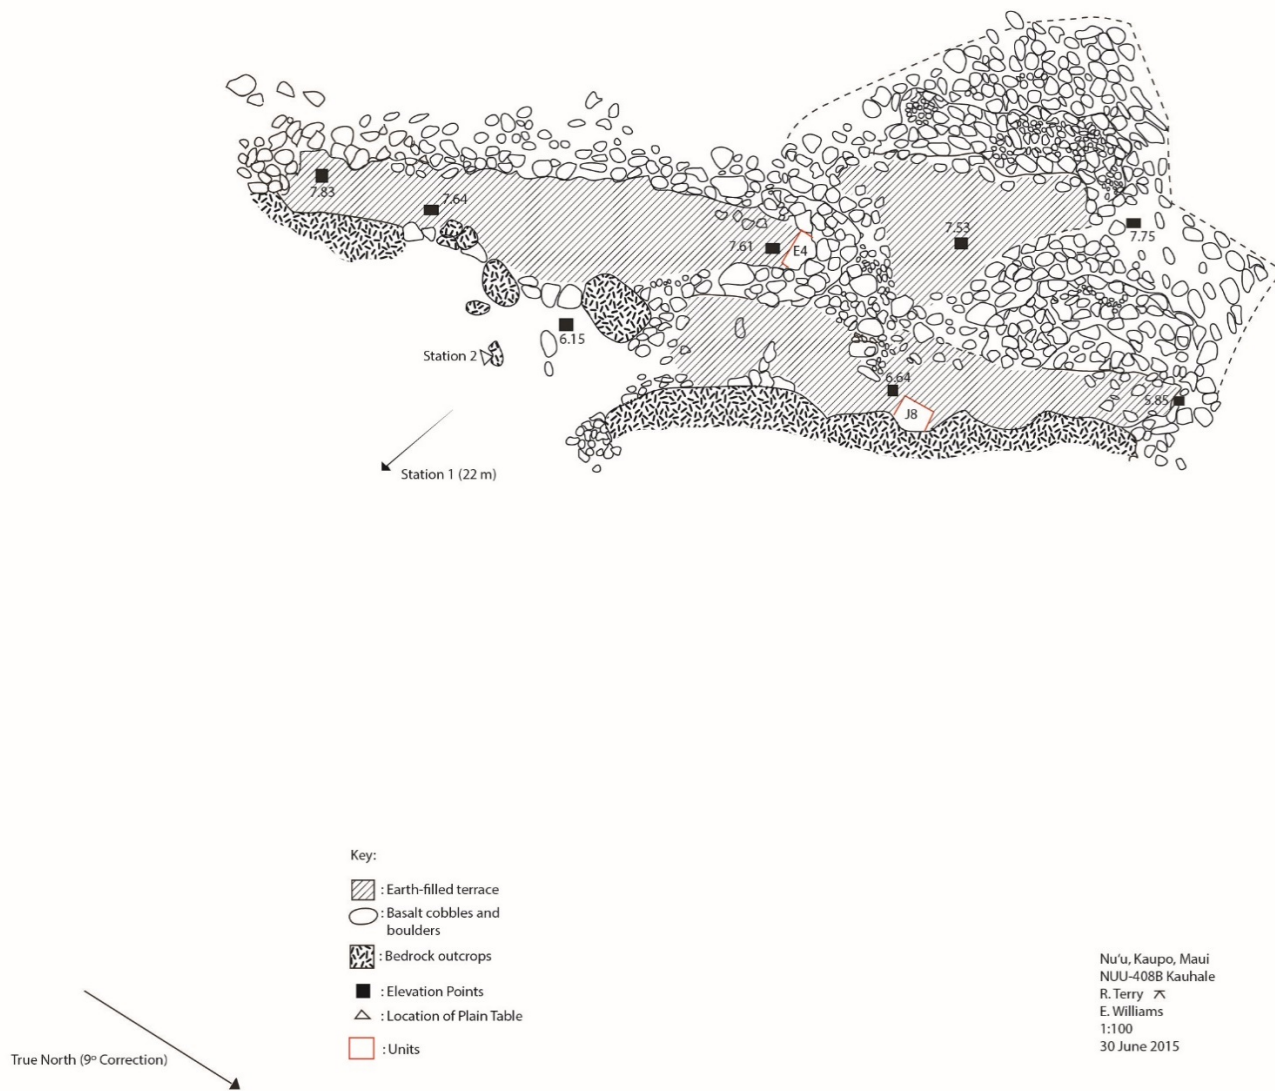 7.83
7.64
7.61
E4
7.53
7.75
6.15
Station 2
6.64
J8
5.85
Station 1 (22 m)
Key:
: Earth-filled terrace
: Basalt cobbles and
boulders
: Bedrock outcrops
: Elevation Points
: Location of Plain Table
: Units
True North (9º Correction)
Nu‘u, Kaupo, Maui
NUU-408B Kauhale
R. Terry
E. Williams
1:100
30 June 2015